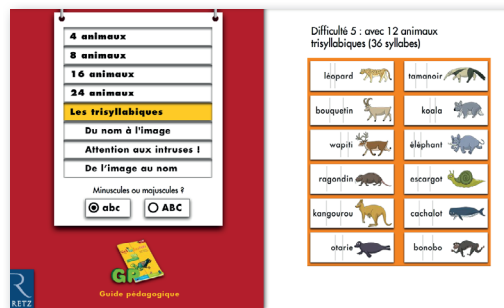 4 animaux
8 animaux
16 animaux
24 animaux
Les trisyllabiques
Du nom à l'image
Attention aux intruses !
De l'image au nom
Minuscules ou majuscules ?
abc
ABC
GP
Guide pédagogique
R
RETZ
Difficulté 5 : avec 12 animaux
trisyllabiques (36 syllabes)
léopard
tamanoir
bouquetin
koala
wapiti
éléphant
ragondin
escargot
kangourou
cachalot
otarie
bonobo